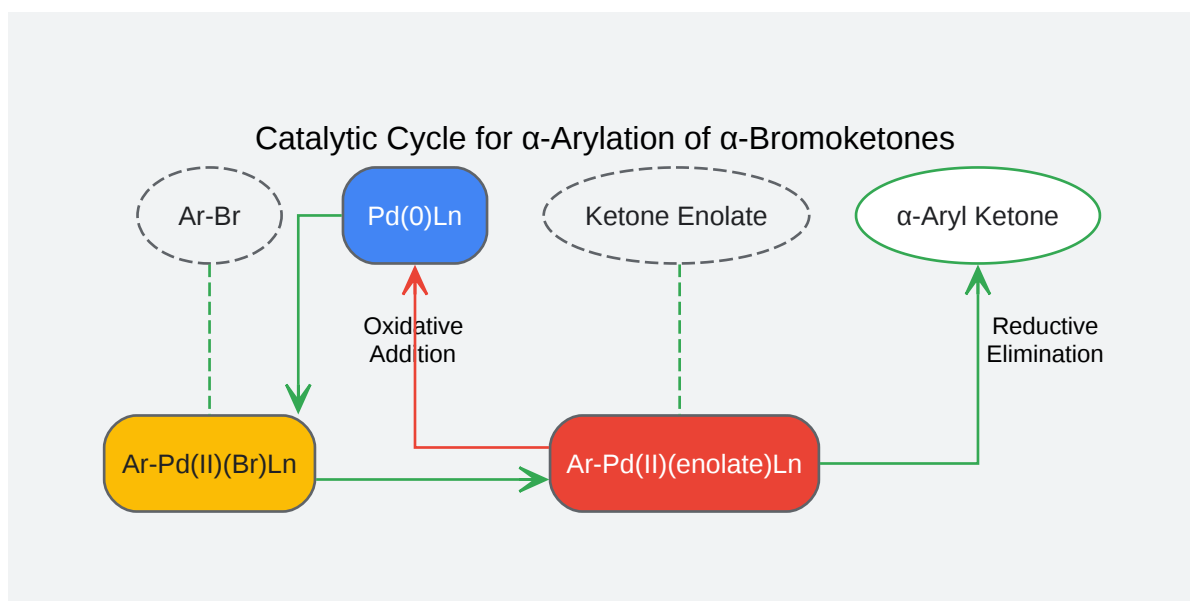 Catalytic Cycle for α-Arylation of α-Bromoketones
Ar-Br
Pd(0)Ln
Ketone Enolate
α-Aryl Ketone
Oxidative
Addition
Reductive
Elimination
Ar-Pd(II)(Br)Ln
Ar-Pd(II)(enolate)Ln